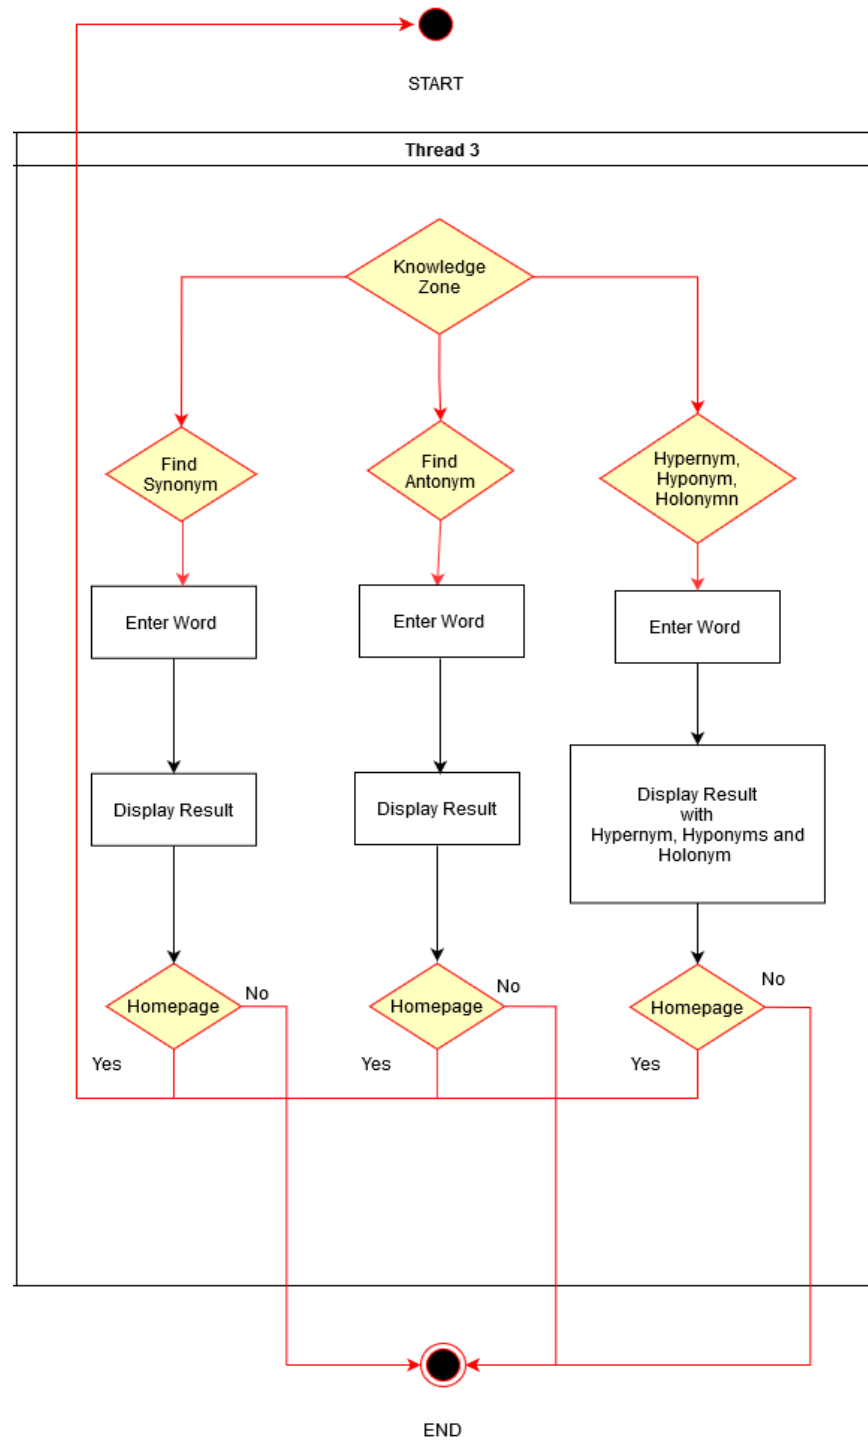 START
Thread 3
Knowledge
Zone
Find
Synonym
Find
Antonym
Hypernym,
Hyponym,
Holonymn
Enter Word
Enter Word
Enter Word
Display Result
Display Result
Display Result
with
Hypernym, Hyponyms and
Holonym
Homepage
No
Yes
Homepage
No
Yes
Homepage
No
Yes
END